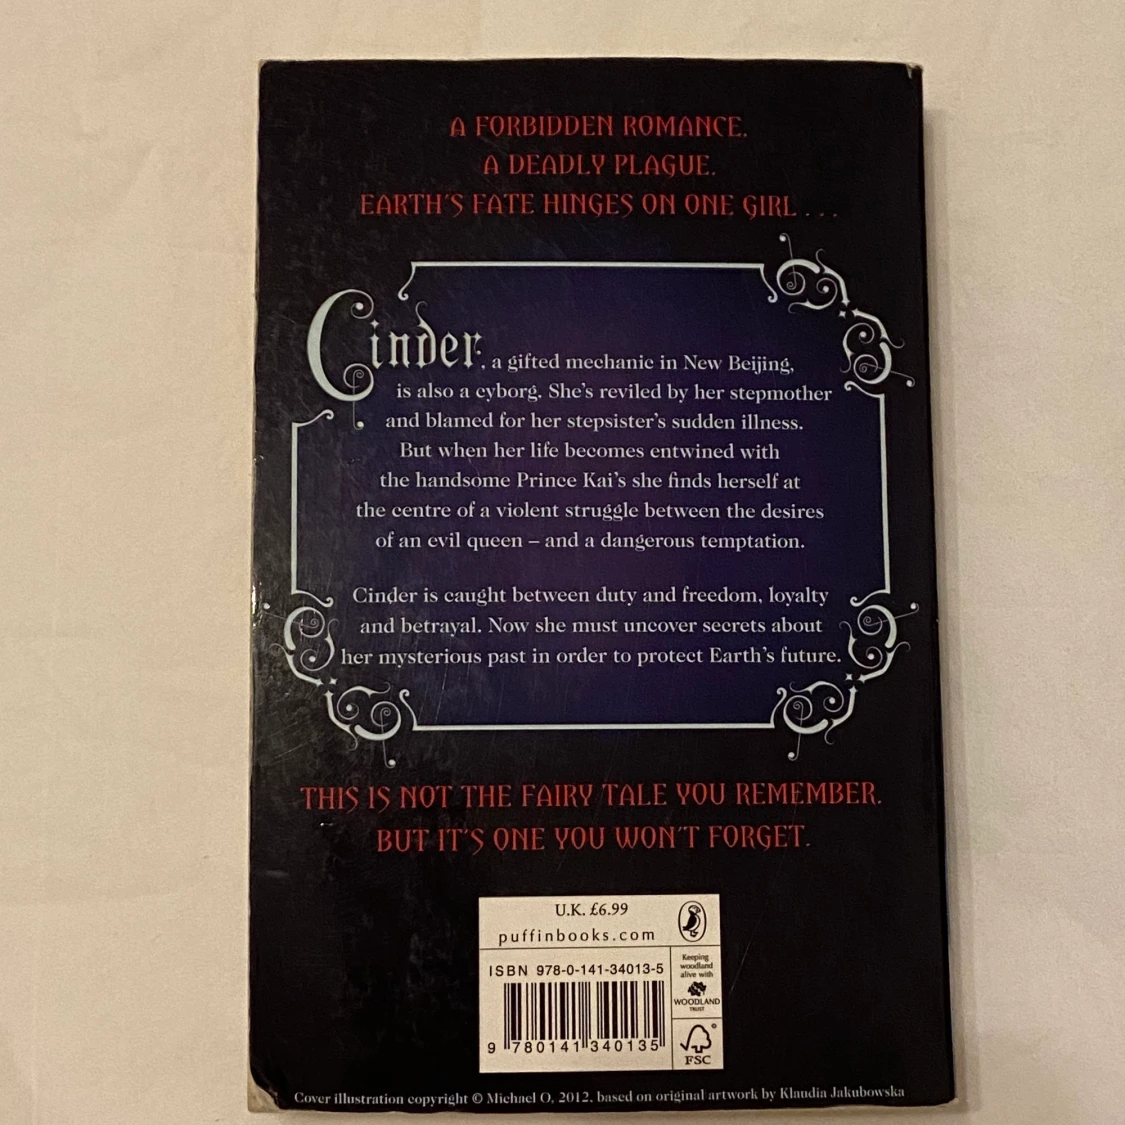 A FORBIDDEN ROMANCE.
A DEADLY PLAGUE.
EARTH'S FATE HINGES ON ONE GIRL . . .
Cinder, a gifted mechanic in New Beijing,
is also a cyborg. She's reviled by her stepmother
and blamed for her stepsister's sudden illness.
But when her life becomes entwined with
the handsome Prince Kai's she finds herself at
the centre of a violent struggle between the desires
of an evil queen – and a dangerous temptation.
Cinder is caught between duty and freedom, loyalty
and betrayal. Now she must uncover secrets about
her mysterious past in order to protect Earth's future.
THIS IS NOT THE FAIRY TALE YOU REMEMBER.
BUT IT'S ONE YOU WON'T FORGET.
U.K. £6.99
puffinbooks.com
ISBN 978-0-141-34013-5
9 780141 340135
Keeping
woodland
alive with
WOODLAND
TRUST
FSC
Cover illustration copyright © Michael O, 2012, based on original artwork by Klaudia Jakubowska